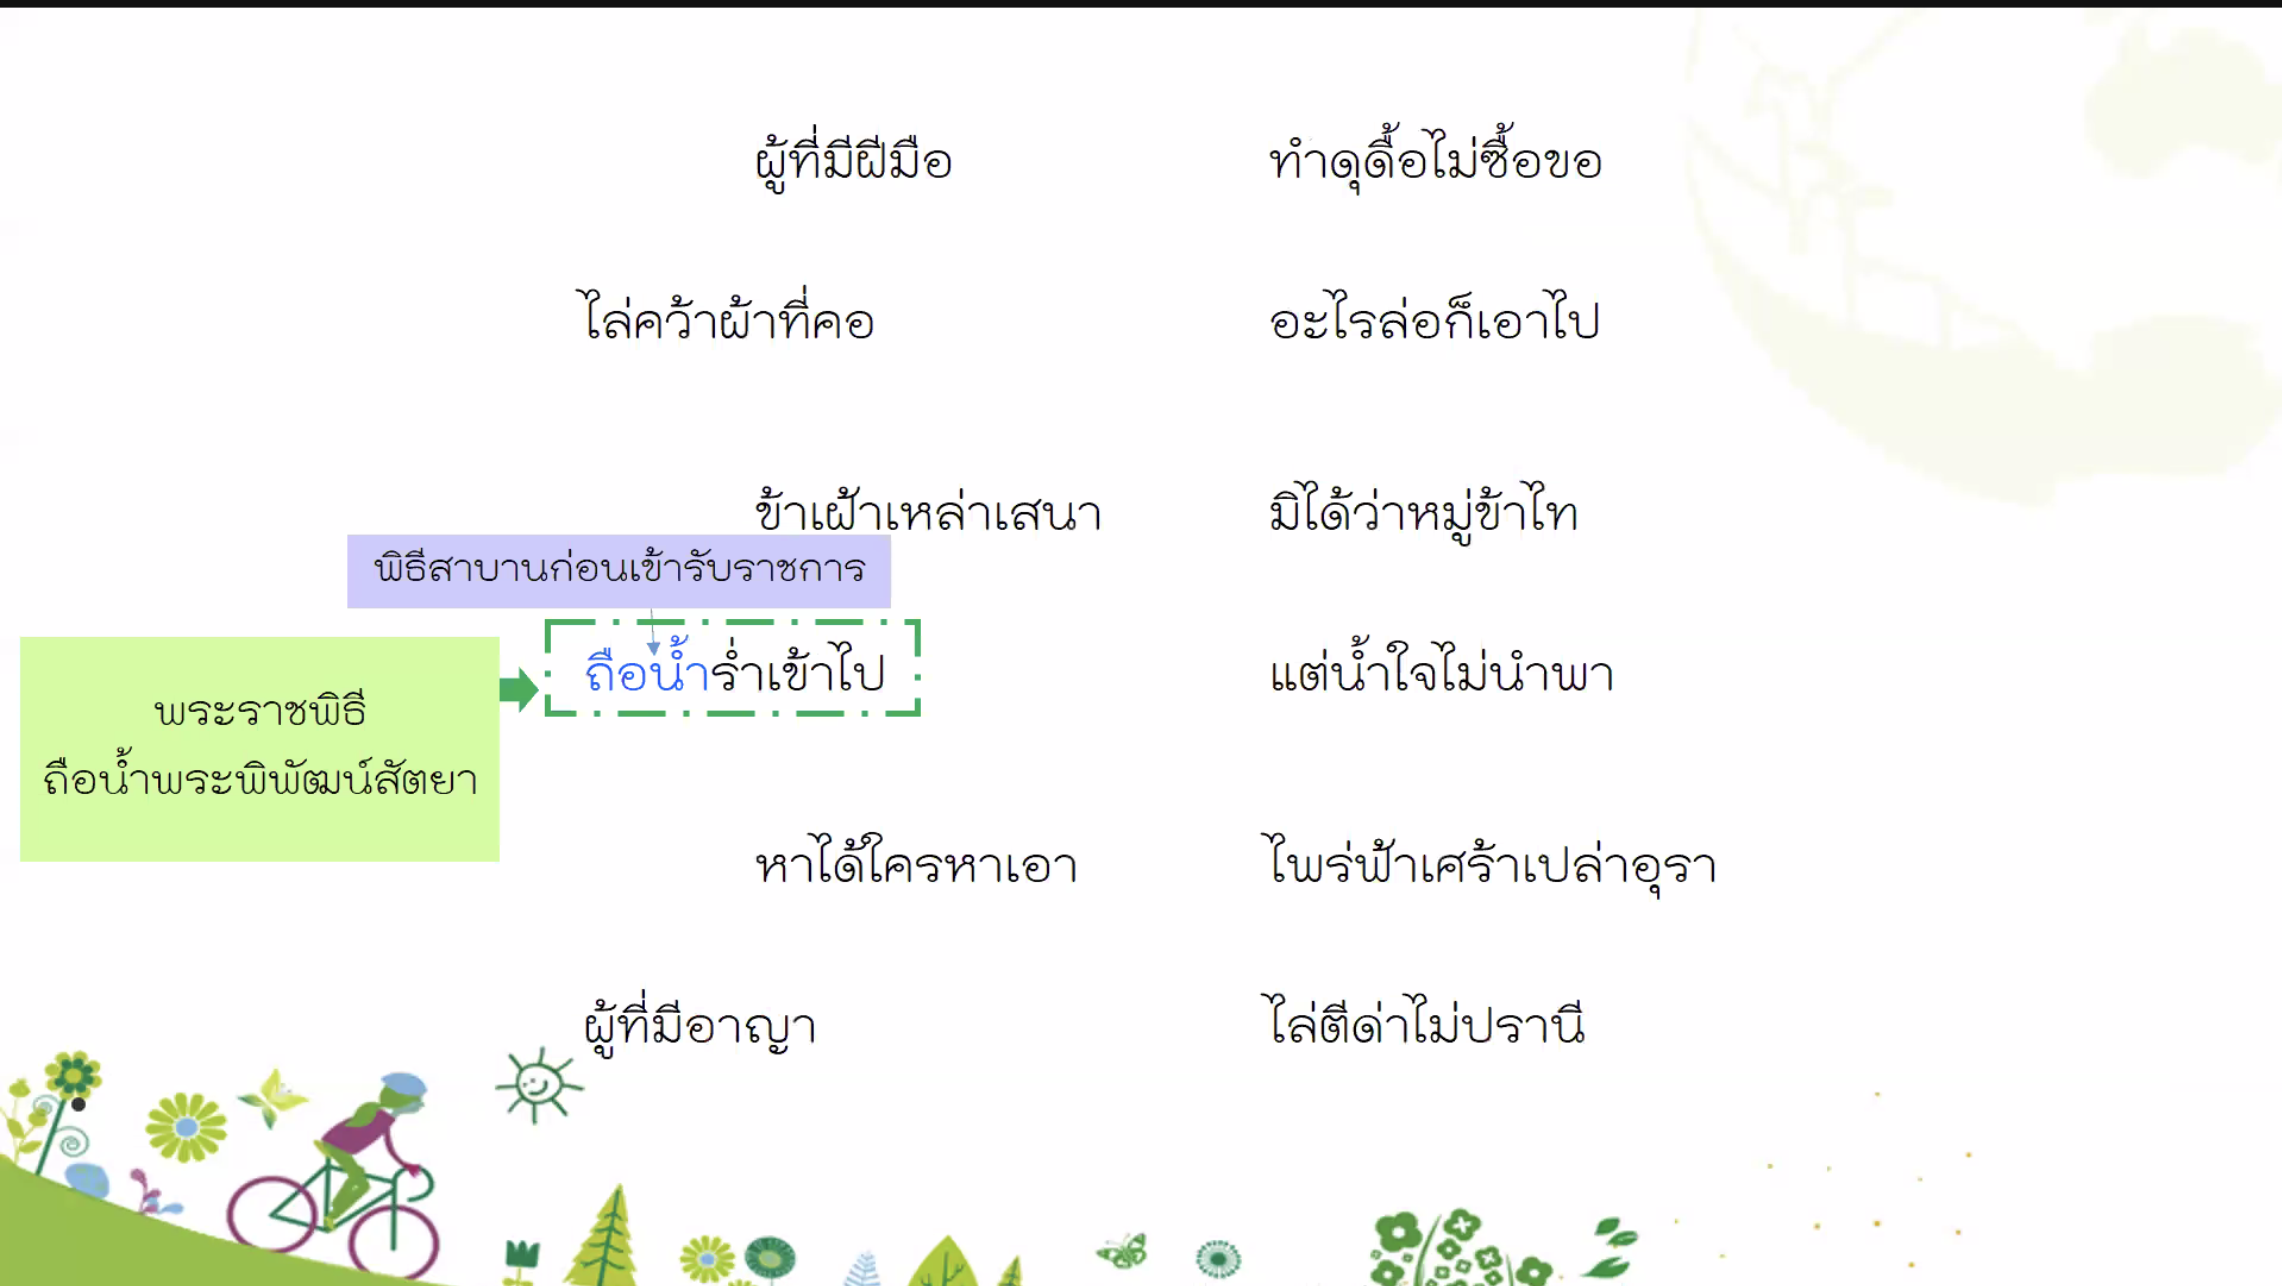 ผู้ที่มีฝีมือ ทำดุดื้อไม่ซื้อขอ
ไล่คว้าผ้าที่คอ อะไรล่อก็เอาไป
ข้าเฝ้าเหล่าเสนา มิได้ว่าหมู่ข้าไท
พิธีสาบานก่อนเข้ารับราชการ
ถือน้ำร่ำเข้าไป แต่น้ำใจไม่นำพา
พระราชพิธี
ถือน้ำพระพิพัฒน์สัตยา
หาได้ใครหาเอา ไพร่ฟ้าเศร้าเปล่าอุรา
ผู้ที่มีอาญา ไล่ตีด่าไม่ปรานี